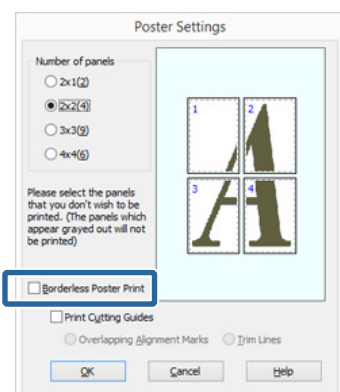 Poster Settings
Number of panels
2x1(2)
2x2(4)
3x3(9)
4x4(6)
Please select the panels
that you don't wish to be
printed. (The panels which
appear grayed out will not
be printed)
1
2
3
4
A
Borderless Poster Print
Print Cutting Guides
Overlapping Alignment Marks
Trim Lines
OK
Cancel
Help